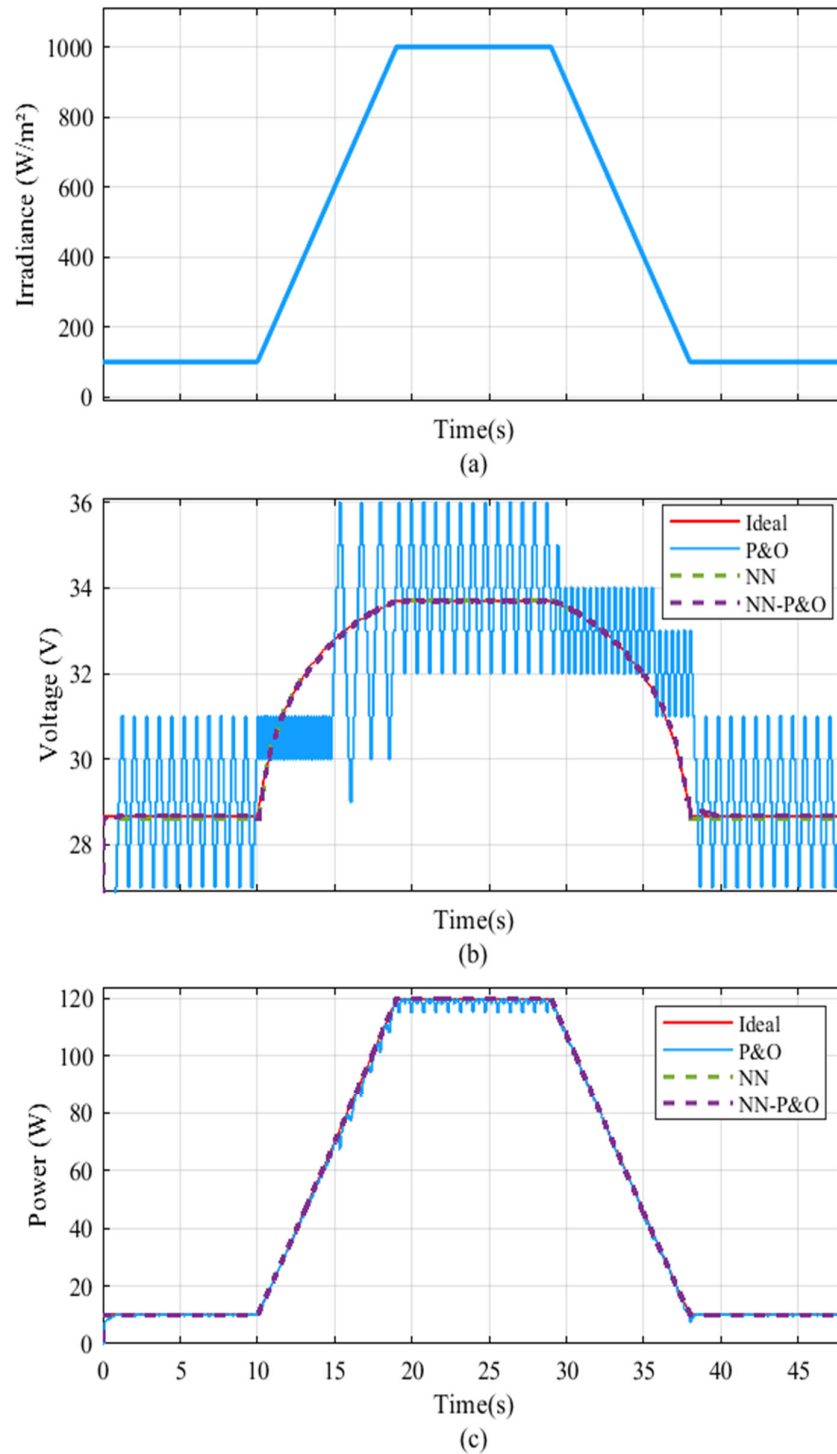 1000
800
600
400
200
0
Irradiance (W/m²)
Time(s)
(a)
36
34
32
30
28
Voltage (V)
Ideal
P&O
NN
NN-P&O
Time(s)
(b)
120
100
80
60
40
20
0
Power (W)
Ideal
P&O
NN
NN-P&O
0 5 10 15 20 25 30 35 40 45
Time(s)
(c)